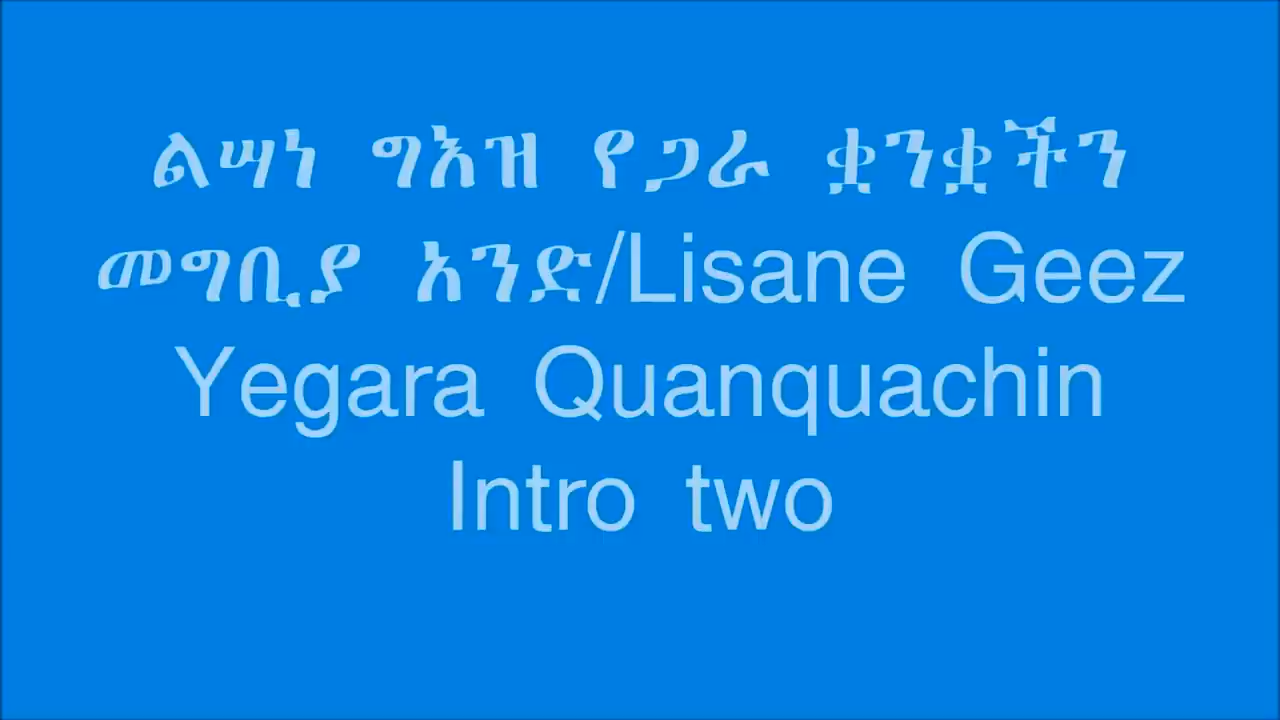 ልሣነ ግእዝ የጋራ ቋንቋችን
መግቢያ አንድ/Lisane Geez
Yegara Quanquachin
Intro two